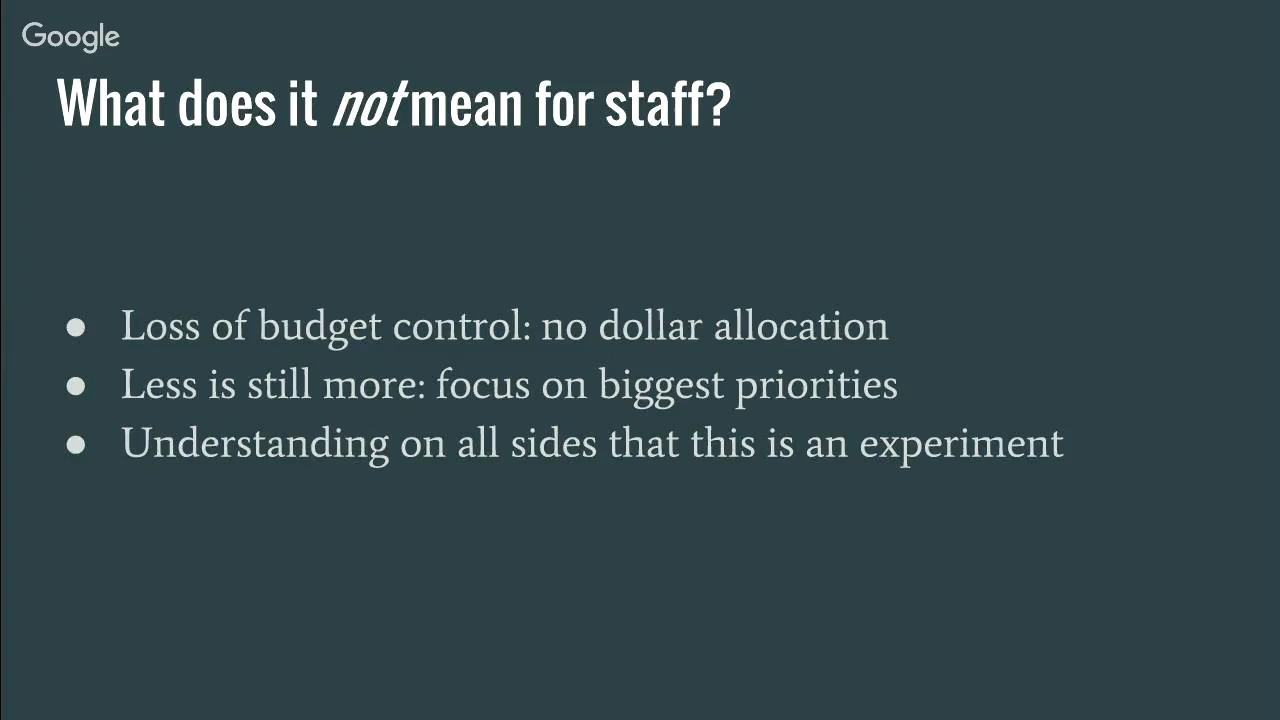 Google
What does it not mean for staff?
● Loss of budget control: no dollar allocation
● Less is still more: focus on biggest priorities
● Understanding on all sides that this is an experiment